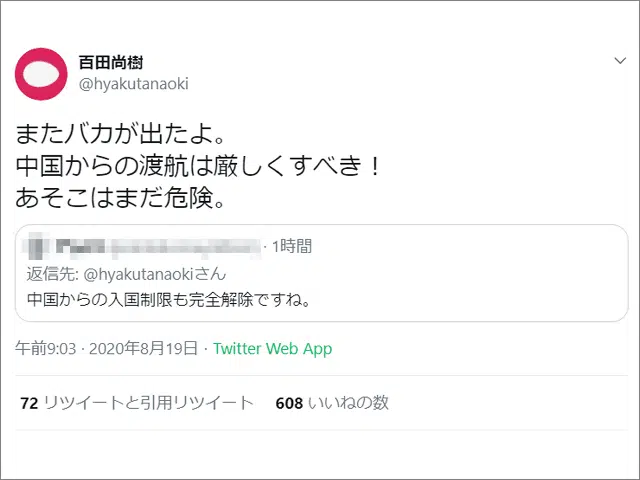 百田尚樹
@hyakutanaoki
またバカが出たよ。
中国からの渡航は厳しくすべき！
あそこはまだ危険。
· 1時間
返信先: @hyakutanaokiさん
中国からの入国制限も完全解除ですね。
午前9:03 · 2020年8月19日 · Twitter Web App
72 リツイートと引用リツイート 608 いいねの数